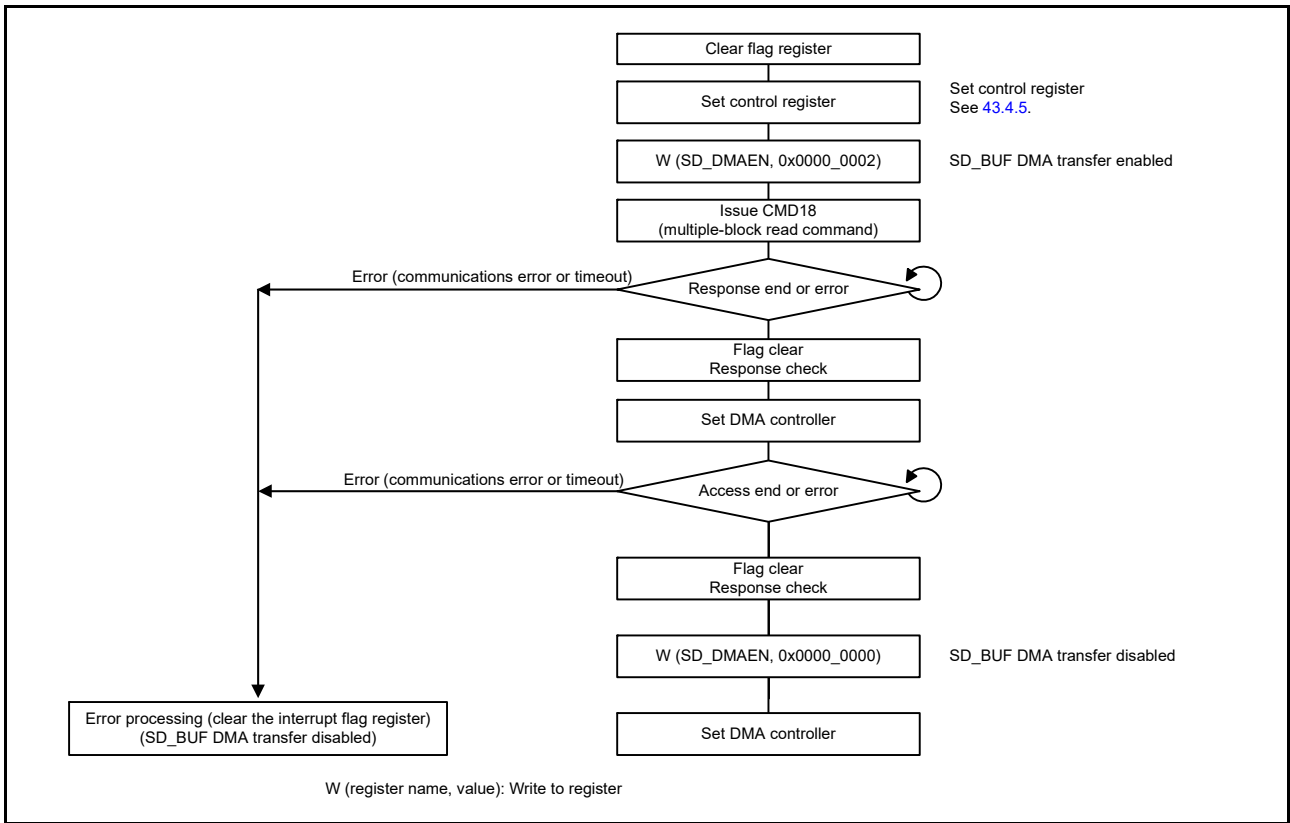 Clear flag register
Set control register
Set control register
See 43.4.5.
W (SD_DMAEN, 0x0000_0002)
SD_BUF DMA transfer enabled
Issue CMD18
(multiple-block read command)
Error (communications error or timeout)
Response end or error
Flag clear
Response check
Set DMA controller
Error (communications error or timeout)
Access end or error
Flag clear
Response check
W (SD_DMAEN, 0x0000_0000)
SD_BUF DMA transfer disabled
Error processing (clear the interrupt flag register)
(SD_BUF DMA transfer disabled)
Set DMA controller
W (register name, value): Write to register